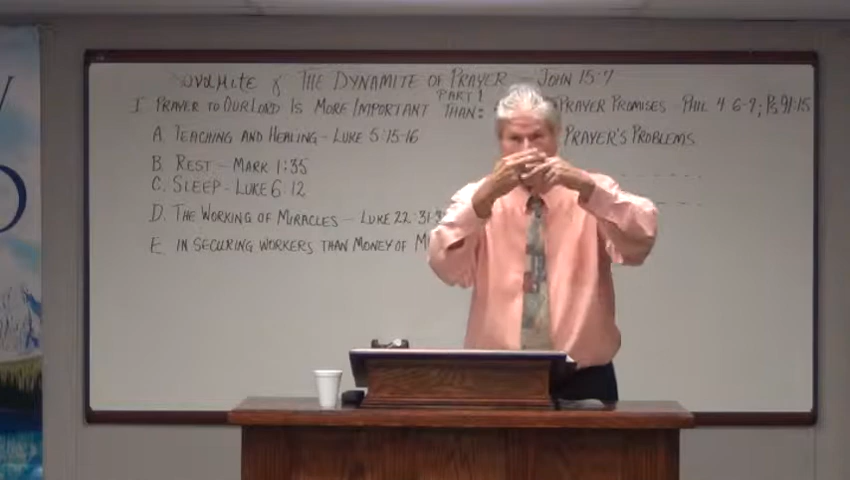 THE DYNAMITE OF PRAYER JOHN 15:7
PART 1
I PRAYER TO OUR LORD IS MORE IMPORTANT THAN: PRAYER PROMISES - PHIL 4 6-7; Ps 91:15
A. TEACHING AND HEALING - LUKE 5:15-16 PRAYER'S PROBLEMS
B. REST - MARK 1:35
C. SLEEP - LUKE 6:12
D. THE WORKING OF MIRACLES - LUKE 22:31-
E. IN SECURING WORKERS THAN MONEY OF